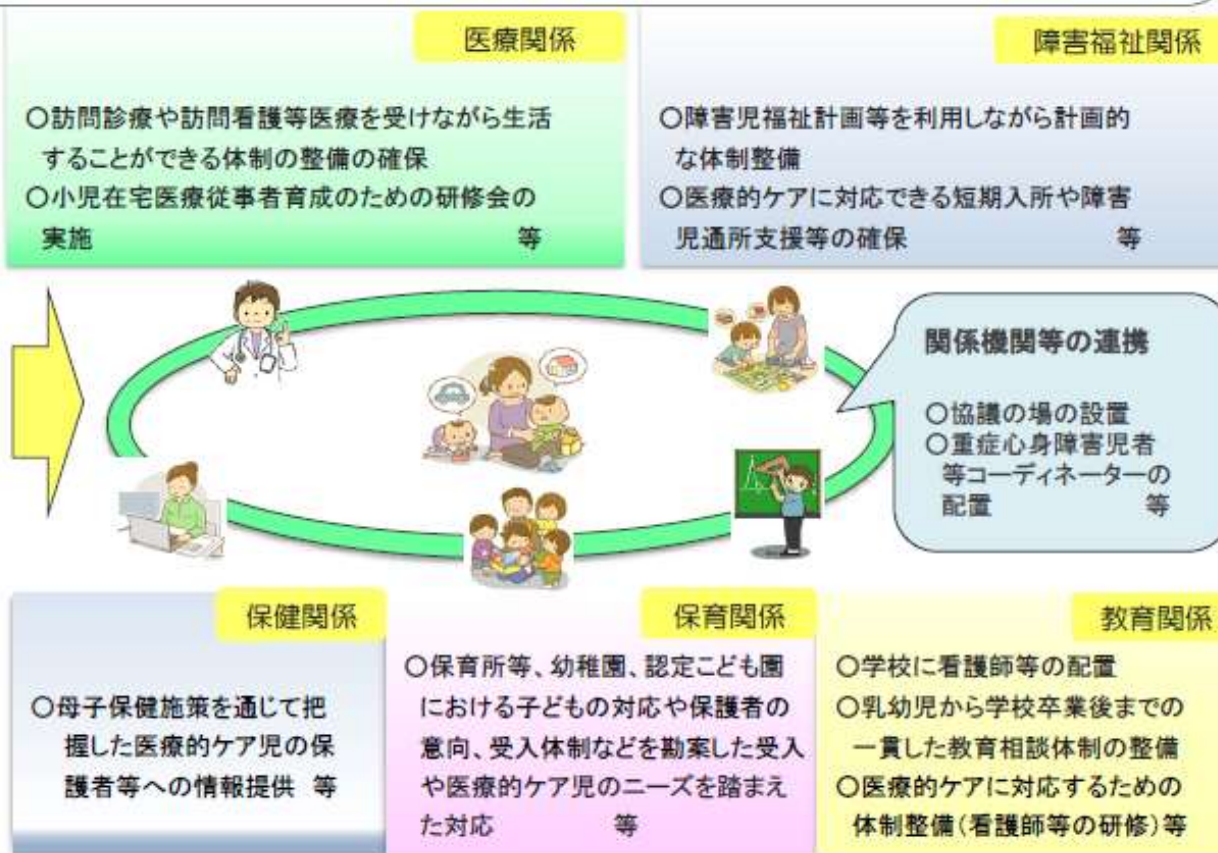 医療関係
〇訪問診療や訪問看護等医療を受けながら生活
することができる体制の整備の確保
〇小児在宅医療従事者育成のための研修会の
実施 等
障害福祉関係
〇障害児福祉計画等を利用しながら計画的
な体制整備
〇医療的ケアに対応できる短期入所や障害
児通所支援等の確保 等
関係機関等の連携
〇協議の場の設置
〇重症心身障害児者
等コーディネーターの
配置 等
保健関係
〇母子保健施策を通じて把
握した医療的ケア児の保
護者等への情報提供 等
保育関係
〇保育所等、幼稚園、認定こども園
における子どもの対応や保護者の
意向、受入体制などを勘案した受入
や医療的ケア児のニーズを踏まえ
た対応 等
教育関係
〇学校に看護師等の配置
〇乳幼児から学校卒業後までの
一貫した教育相談体制の整備
〇医療的ケアに対応するための
体制整備(看護師等の研修)等